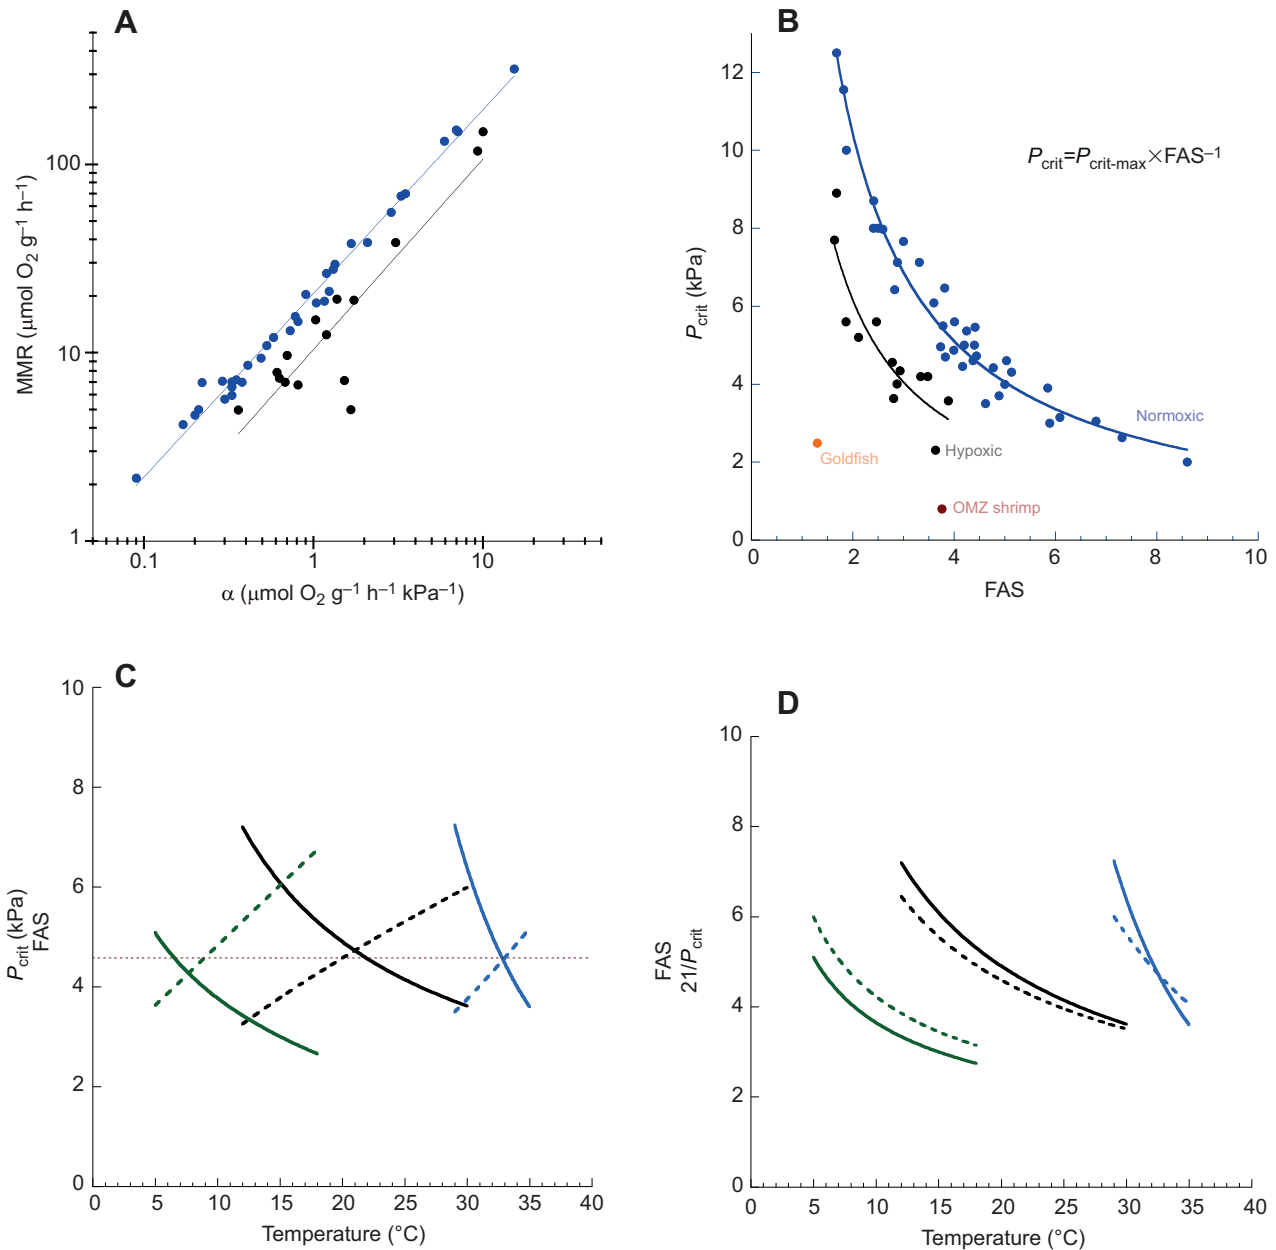 A
MMR (μmol O2 g–1 h–1)
100
10
1
0.1 1 10
α (μmol O2 g–1 h–1 kPa–1)
B
Pcrit (kPa)
12
10
8
6
4
2
0
Pcrit=Pcrit-max×FAS–1
Normoxic
Hypoxic
Goldfish
OMZ shrimp
0 2 4 6 8 10
FAS
C
Pcrit (kPa)
FAS
10
8
6
4
2
0
0 5 10 15 20 25 30 35 40
Temperature (°C)
D
FAS
21/Pcrit
10
8
6
4
2
0
0 5 10 15 20 25 30 35 40
Temperature (°C)